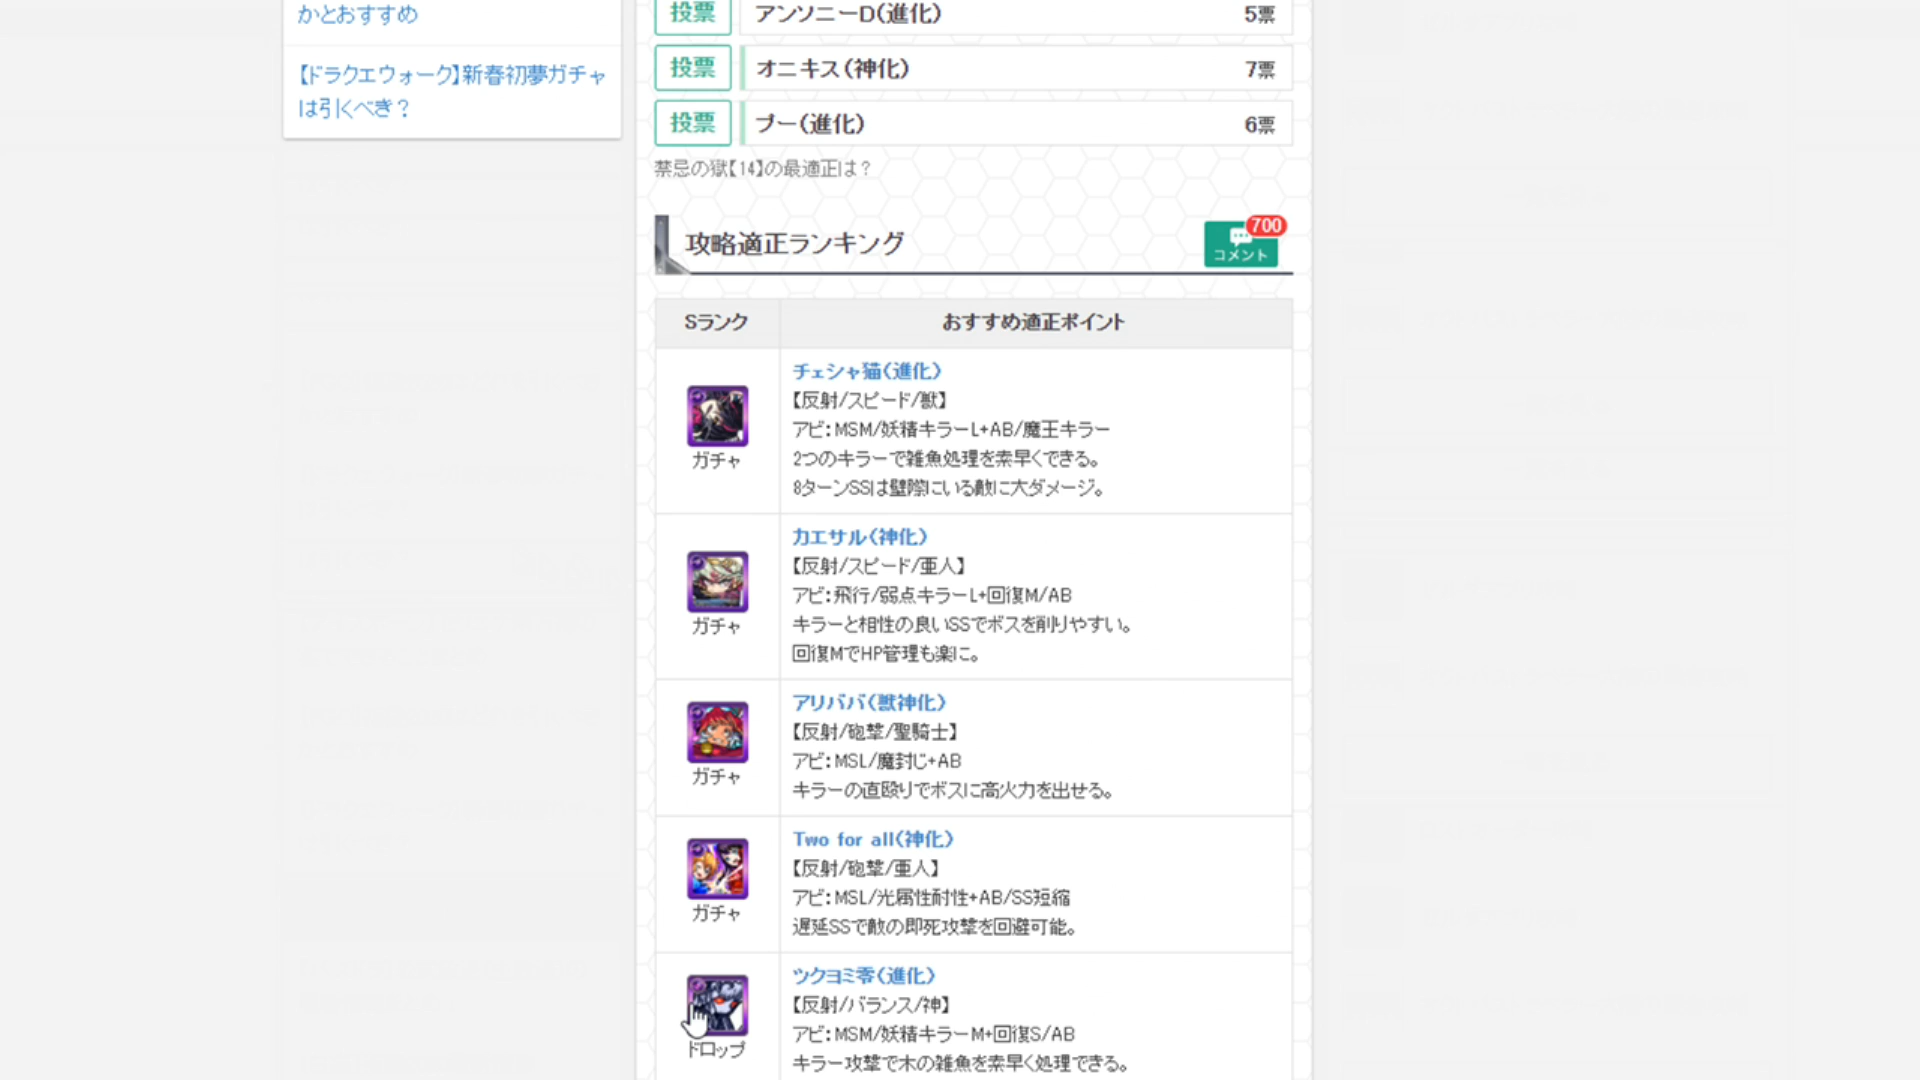 かとおすすめ
【ドラクエウォーク】新春初夢ガチャ
は引くべき？
投票 アンソニーD(進化) 5票
投票 オニキス(神化) 7票
投票 ブー(進化) 6票
禁忌の獄【14】の最適正は？
攻略適正ランキング
700
コメント
Sランク おすすめ適正ポイント
チェシャ猫(進化)
【反射/スピード/獣】
アビ：MSM/妖精キラーL+AB/魔王キラー
2つのキラーで雑魚処理を素早くできる。
8ターンSSは壁際にいる敵に大ダメージ。
ガチャ
カエサル(神化)
【反射/スピード/亜人】
アビ：飛行/弱点キラーL+回復M/AB
キラーと相性の良いSSでボスを削りやすい。
回復MでHP管理も楽に。
ガチャ
アリババ(獣神化)
【反射/砲撃/聖騎士】
アビ：MSL/魔封じ+AB
キラーの直殴りでボスに高火力を出せる。
ガチャ
Two for all(神化)
【反射/砲撃/亜人】
アビ：MSL/光属性耐性+AB/SS短縮
遅延SSで敵の即死攻撃を回避可能。
ガチャ
ツクヨミ零(進化)
【反射/バランス/神】
アビ：MSM/妖精キラーM+回復S/AB
キラー攻撃で木の雑魚を素早く処理できる。
ドロップ